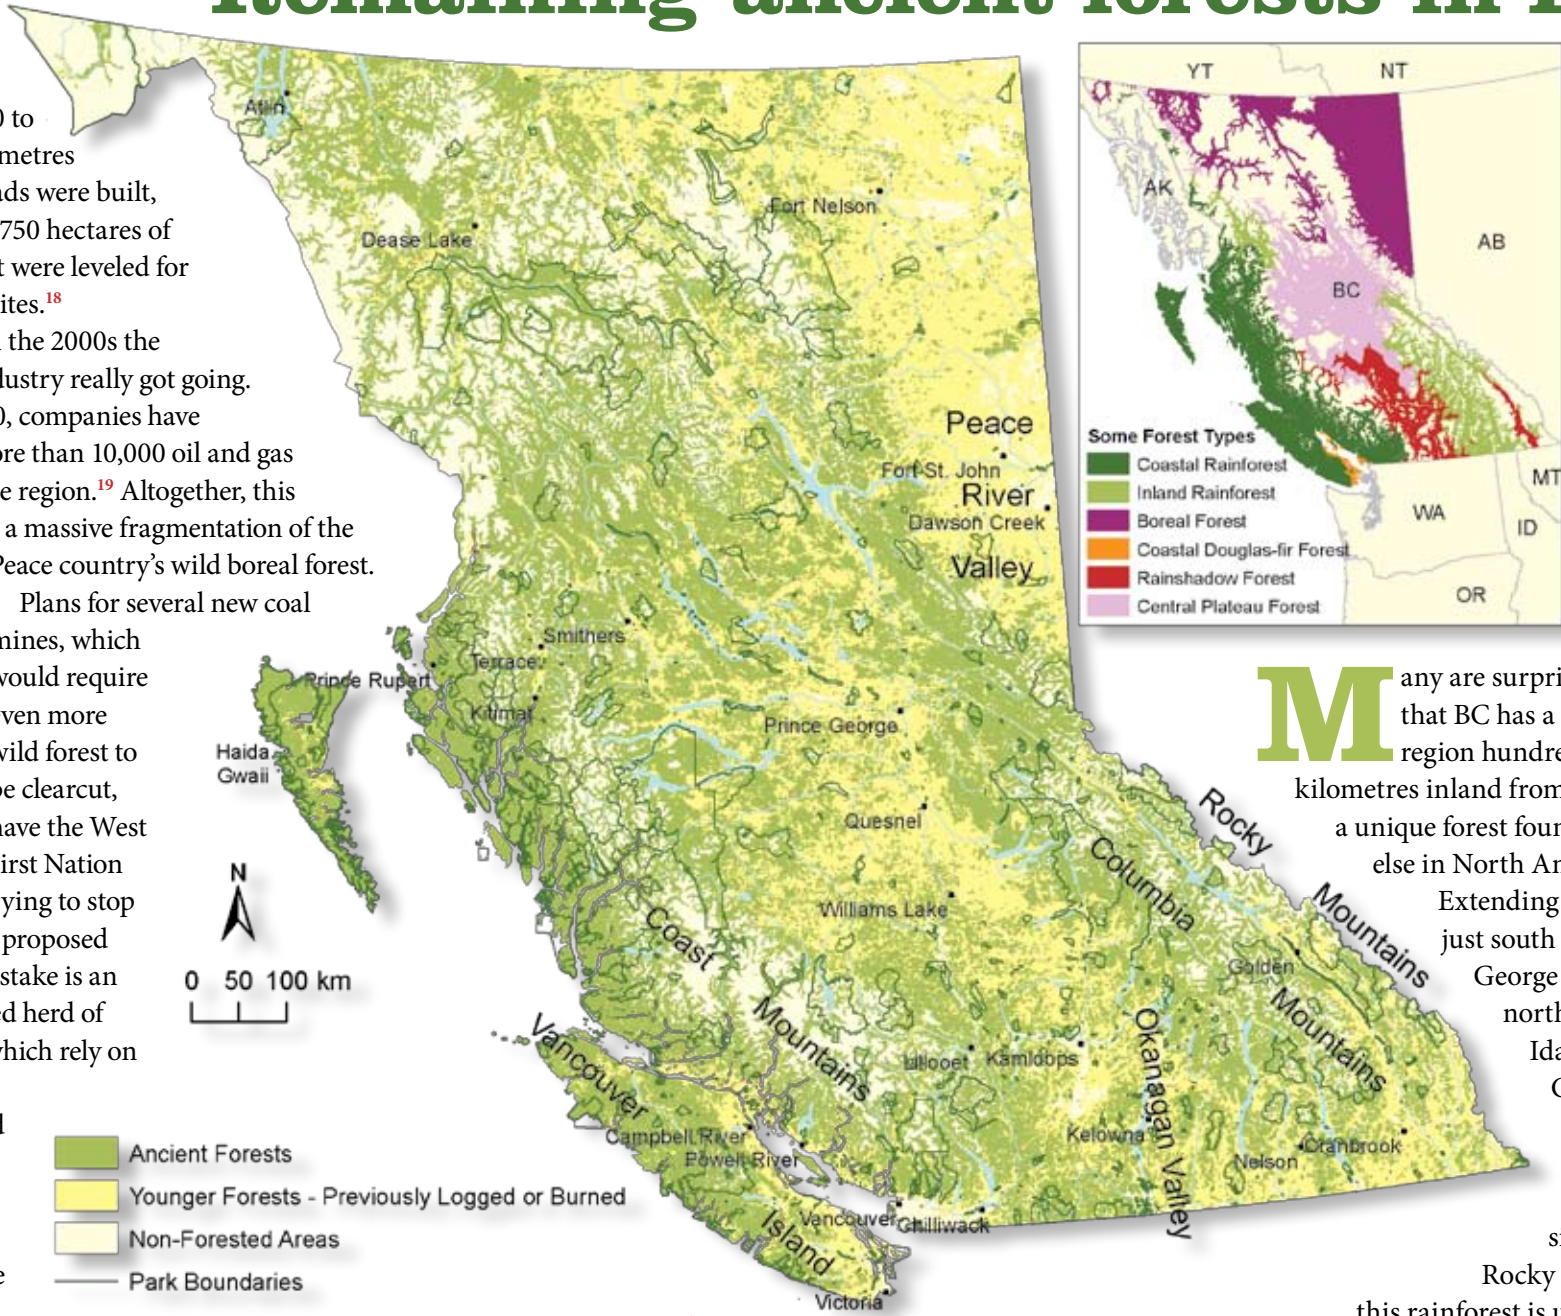 Remaining ancient forests in
to
metres
ads were built,
750 hectares of
t were leveled for
ites.18
the 2000s the
dustry really got going.
0, companies have
ore than 10,000 oil and gas
e region.19 Altogether, this
a massive fragmentation of the
Peace country's wild boreal forest.
Plans for several new coal
mines, which
would require
even more
wild forest to
be clearcut,
have the West
First Nation
ying to stop
proposed
stake is an
ed herd of
which rely on
Atlin
Dease Lake
Fort Nelson
Peace
Fort St. John
River
Dawson Creek
Valley
Smithers
Terrace
Prince Rupert
Kitimat
Haida
Gwaii
Prince George
Quesnel
Williams Lake
Coast
Mountains
Columbia
Mountains
Rocky
Mountains
Golden
Okanagan Valley
Lillooet
Kamloops
Kelowna
Nelson
Cranbrook
Vancouver
Island
Campbell River
Powell River
Vancouver
Chilliwack
Victoria
N
0 50 100 km
Ancient Forests
Younger Forests - Previously Logged or Burned
Non-Forested Areas
Park Boundaries
YT
NT
AK
BC
AB
WA
MT
ID
OR
Some Forest Types
Coastal Rainforest
Inland Rainforest
Boreal Forest
Coastal Douglas-fir Forest
Rainshadow Forest
Central Plateau Forest
Many are surpri
that BC has a
region hundre
kilometres inland from
a unique forest foun
else in North Am
Extending
just south
George
north
Ida
Rocky
this rainforest is u